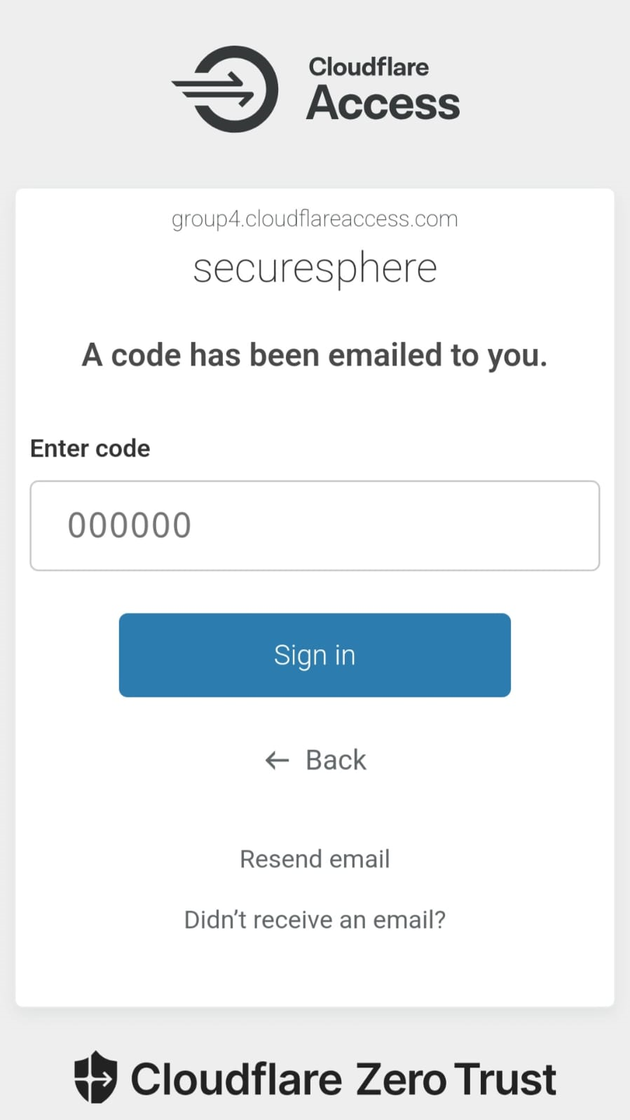 Cloudflare
Access
group4.cloudflareaccess.com
securesphere
A code has been emailed to you.
Enter code
000000
Sign in
← Back
Resend email
Didn’t receive an email?
Cloudflare Zero Trust